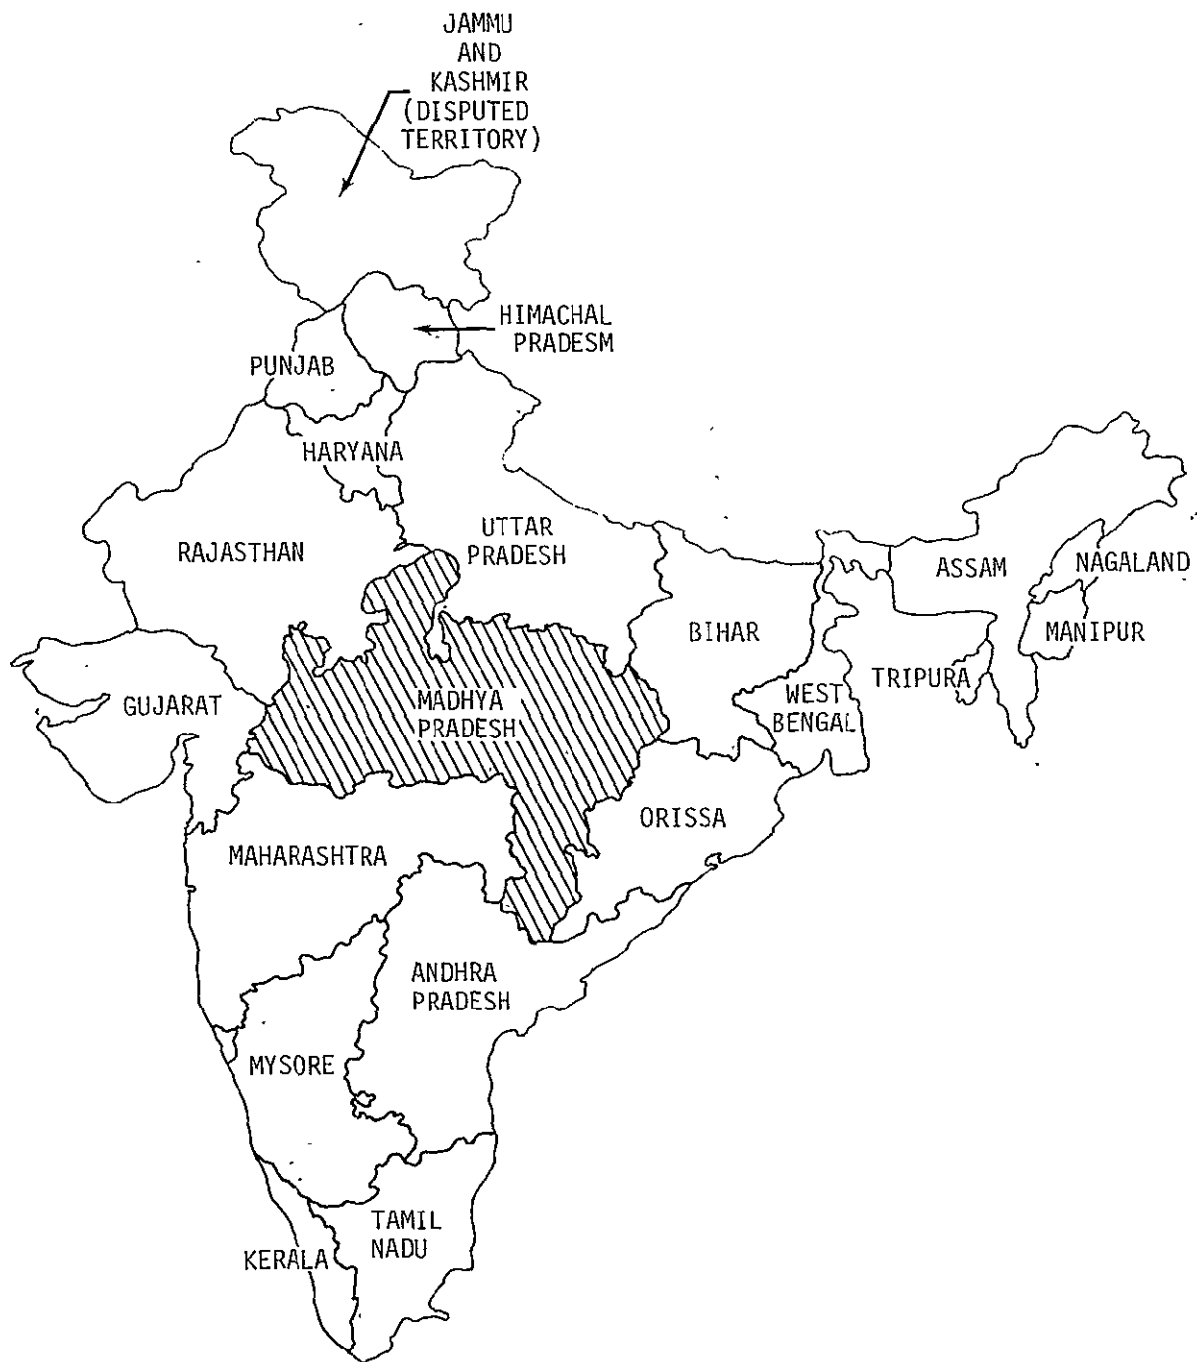 JAMMU
AND
KASHMIR
(DISPUTED
TERRITORY)
HIMACHAL
PRADESM
PUNJAB
HARYANA
RAJASTHAN
UTTAR
PRADESH
ASSAM
NAGALAND
BIHAR
MANIPUR
GUJARAT
MADHYA
PRADESH
WEST
BENGAL
TRIPURA
ORISSA
MAHARASHTRA
ANDHRA
PRADESH
MYSORE
TAMIL
NADU
KERALA